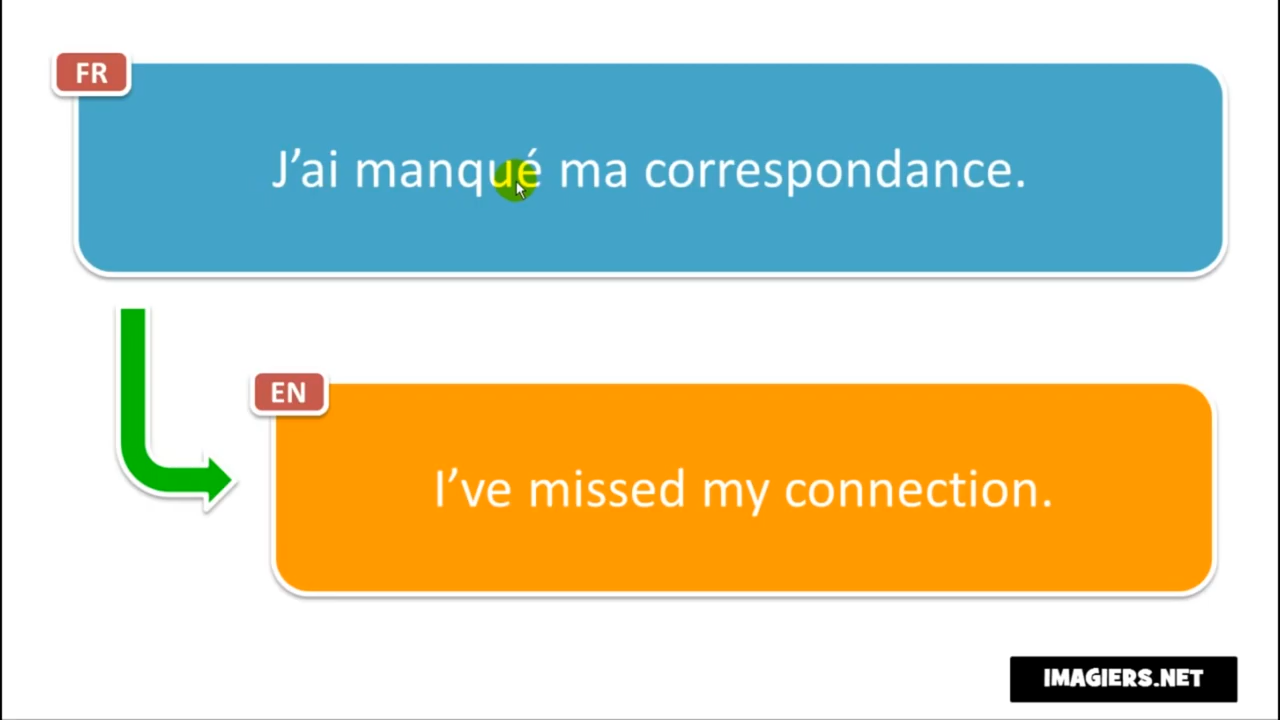 FR
J’ai manqué ma correspondance.
EN
I’ve missed my connection.
IMAGIERS.NET